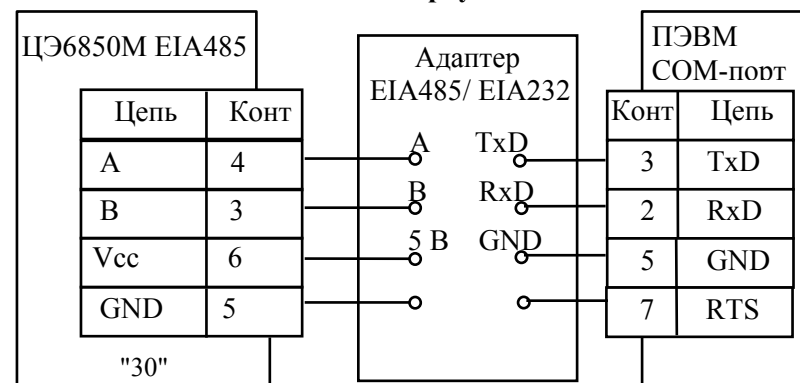 ЦЭ6850М EIA485
Цепь Конт
A 4
B 3
Vcc 6
GND 5
"30"
Адаптер
EIA485/ EIA232
A TxD
B RxD
5 В GND
ПЭВМ
COM-порт
Конт Цепь
3 TxD
2 RxD
5 GND
7 RTS